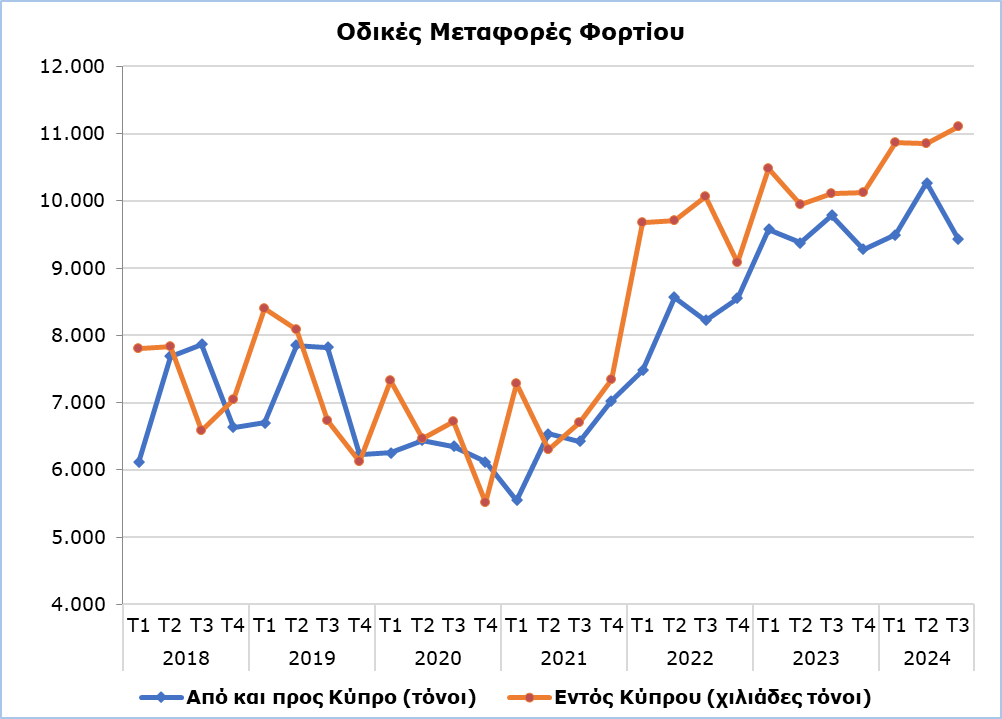 Οδικές Μεταφορές Φορτίου
12.000
11.000
10.000
9.000
8.000
7.000
6.000
5.000
4.000
Τ1 Τ2 Τ3 Τ4 Τ1 Τ2 Τ3 Τ4 Τ1 Τ2 Τ3 Τ4 Τ1 Τ2 Τ3 Τ4 Τ1 Τ2 Τ3 Τ4 Τ1 Τ2 Τ3 Τ4 Τ1 Τ2 Τ3
2018 2019 2020 2021 2022 2023 2024
Από και προς Κύπρο (τόνοι) Εντός Κύπρου (χιλιάδες τόνοι)